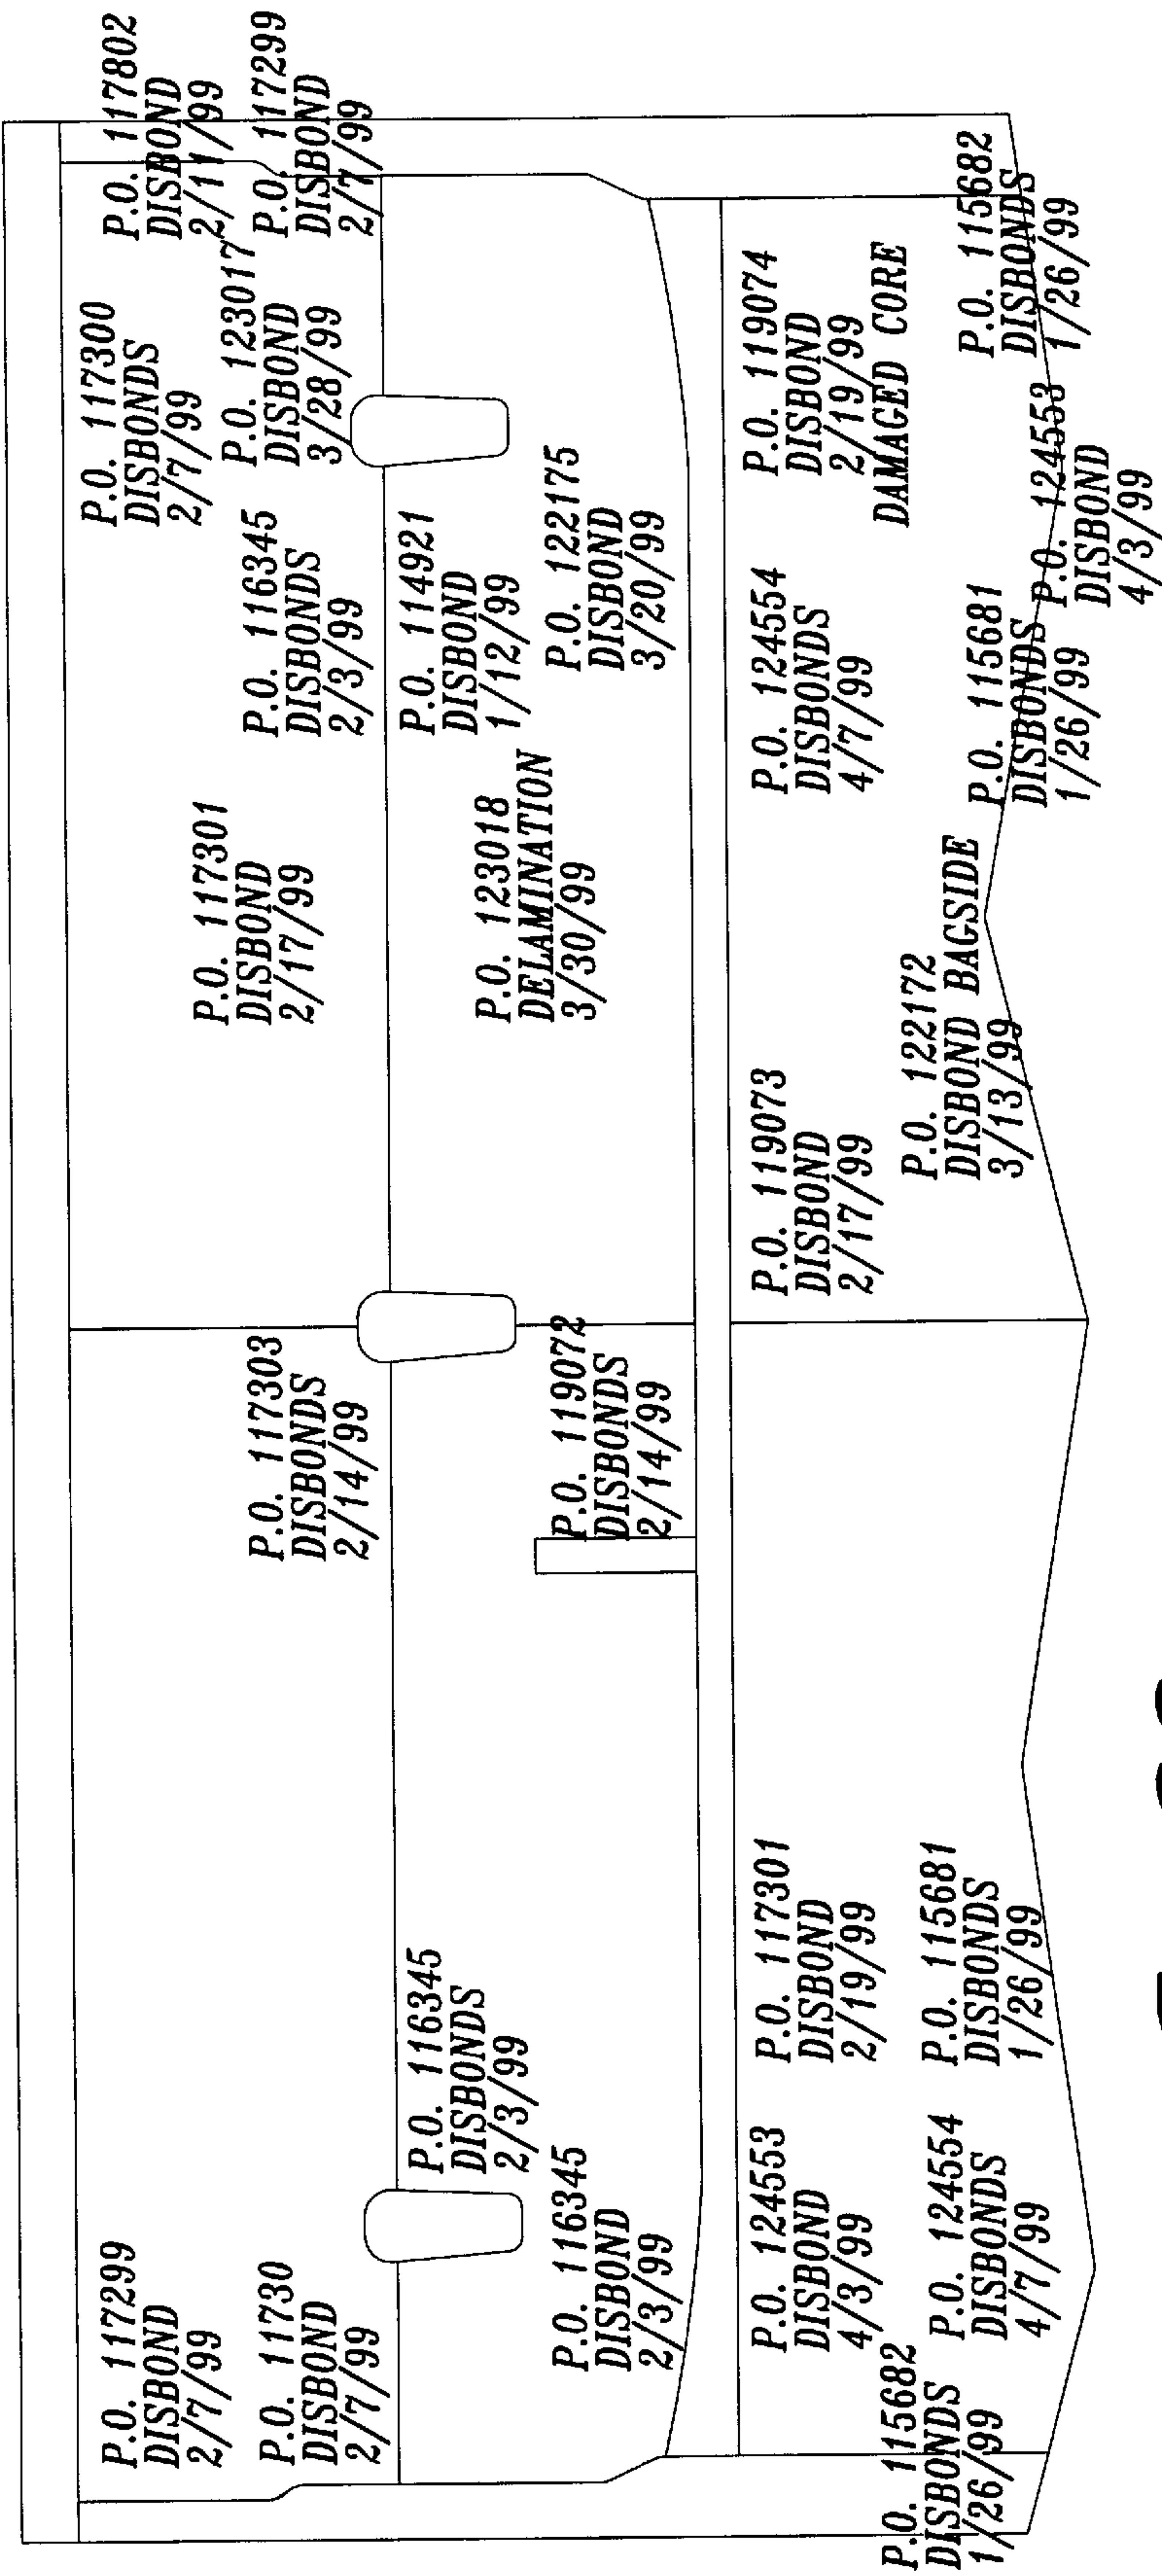 P.O. 117299
DISBOND
2/7/99
P.O. 11730
DISBOND
2/7/99
P.O. 116345
DISBONDS
2/3/99
P.O. 116345
DISBOND
2/3/99
P.O. 117303
DISBONDS
2/14/99
P.O. 119072
DISBONDS
2/14/99
P.O. 117301
DISBOND
2/17/99
P.O. 123018
DELAMINATION
3/30/99
P.O. 116345
DISBONDS
2/3/99
P.O. 114921
DISBOND
1/12/99
P.O. 122175
DISBOND
3/20/99
P.O. 117300
DISBONDS
2/7/99
P.O. 123017
DISBOND
3/28/99
P.O. 117802
DISBOND
2/11/99
P.O. 117299
DISBOND
2/7/99
P.O. 115682
DISBONDS
1/26/99
P.O. 124553
DISBOND
4/3/99
P.O. 124554
DISBONDS
4/7/99
P.O. 117301
DISBOND
2/19/99
P.O. 115681
DISBONDS
1/26/99
P.O. 119073
DISBOND
2/17/99
P.O. 122172
DISBOND BAGSIDE
3/13/99
P.O. 124554
DISBONDS
4/7/99
P.O. 115681
DISBONDS
1/26/99
P.O. 119074
DISBOND
2/19/99
DAMAGED CORE
P.O. 124553
DISBOND
4/3/99
P.O. 115682
DISBONDS
1/26/99